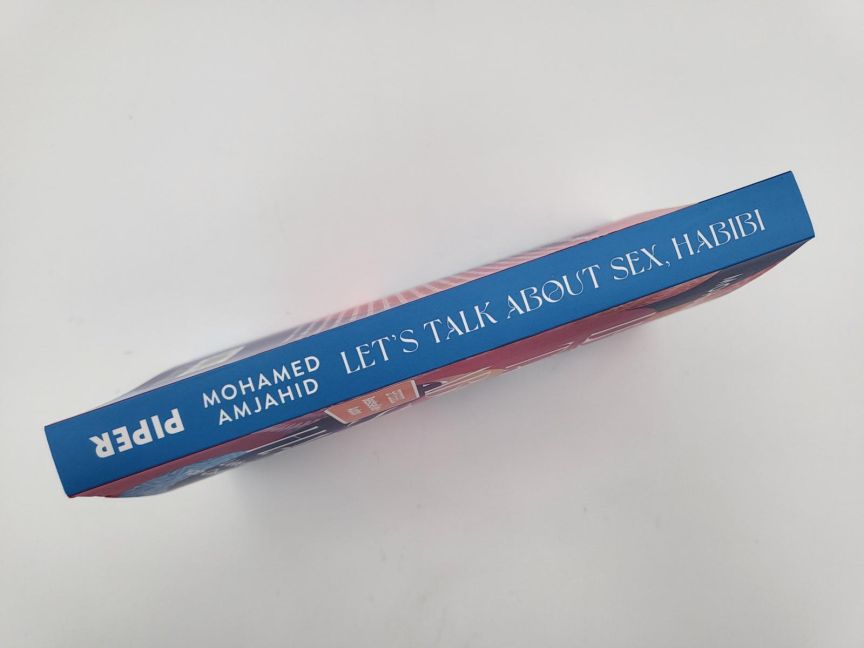 PIPER
MOHAMED
AMJAHID
LET'S TALK ABOUT SEX, HABIBI